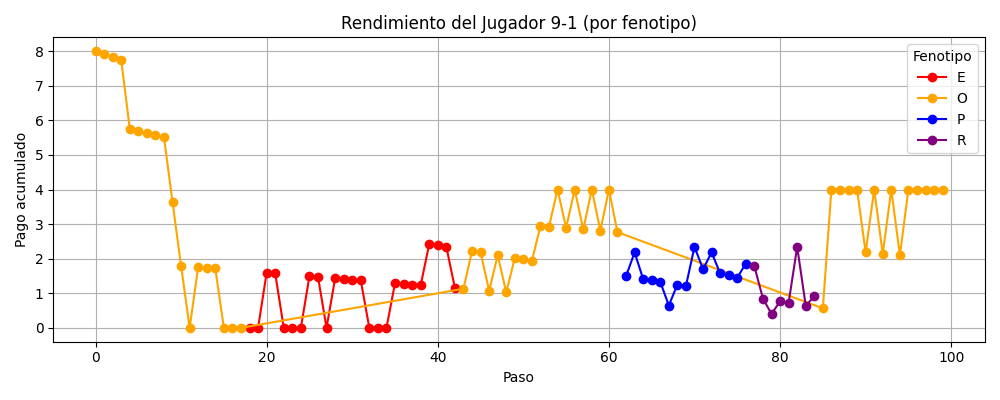 Rendimiento del Jugador 9-1 (por fenotipo)
Pago acumulado
8
7
6
5
4
3
2
1
0
Fenotipo
E
O
P
R
0 20 40 60 80 100
Paso